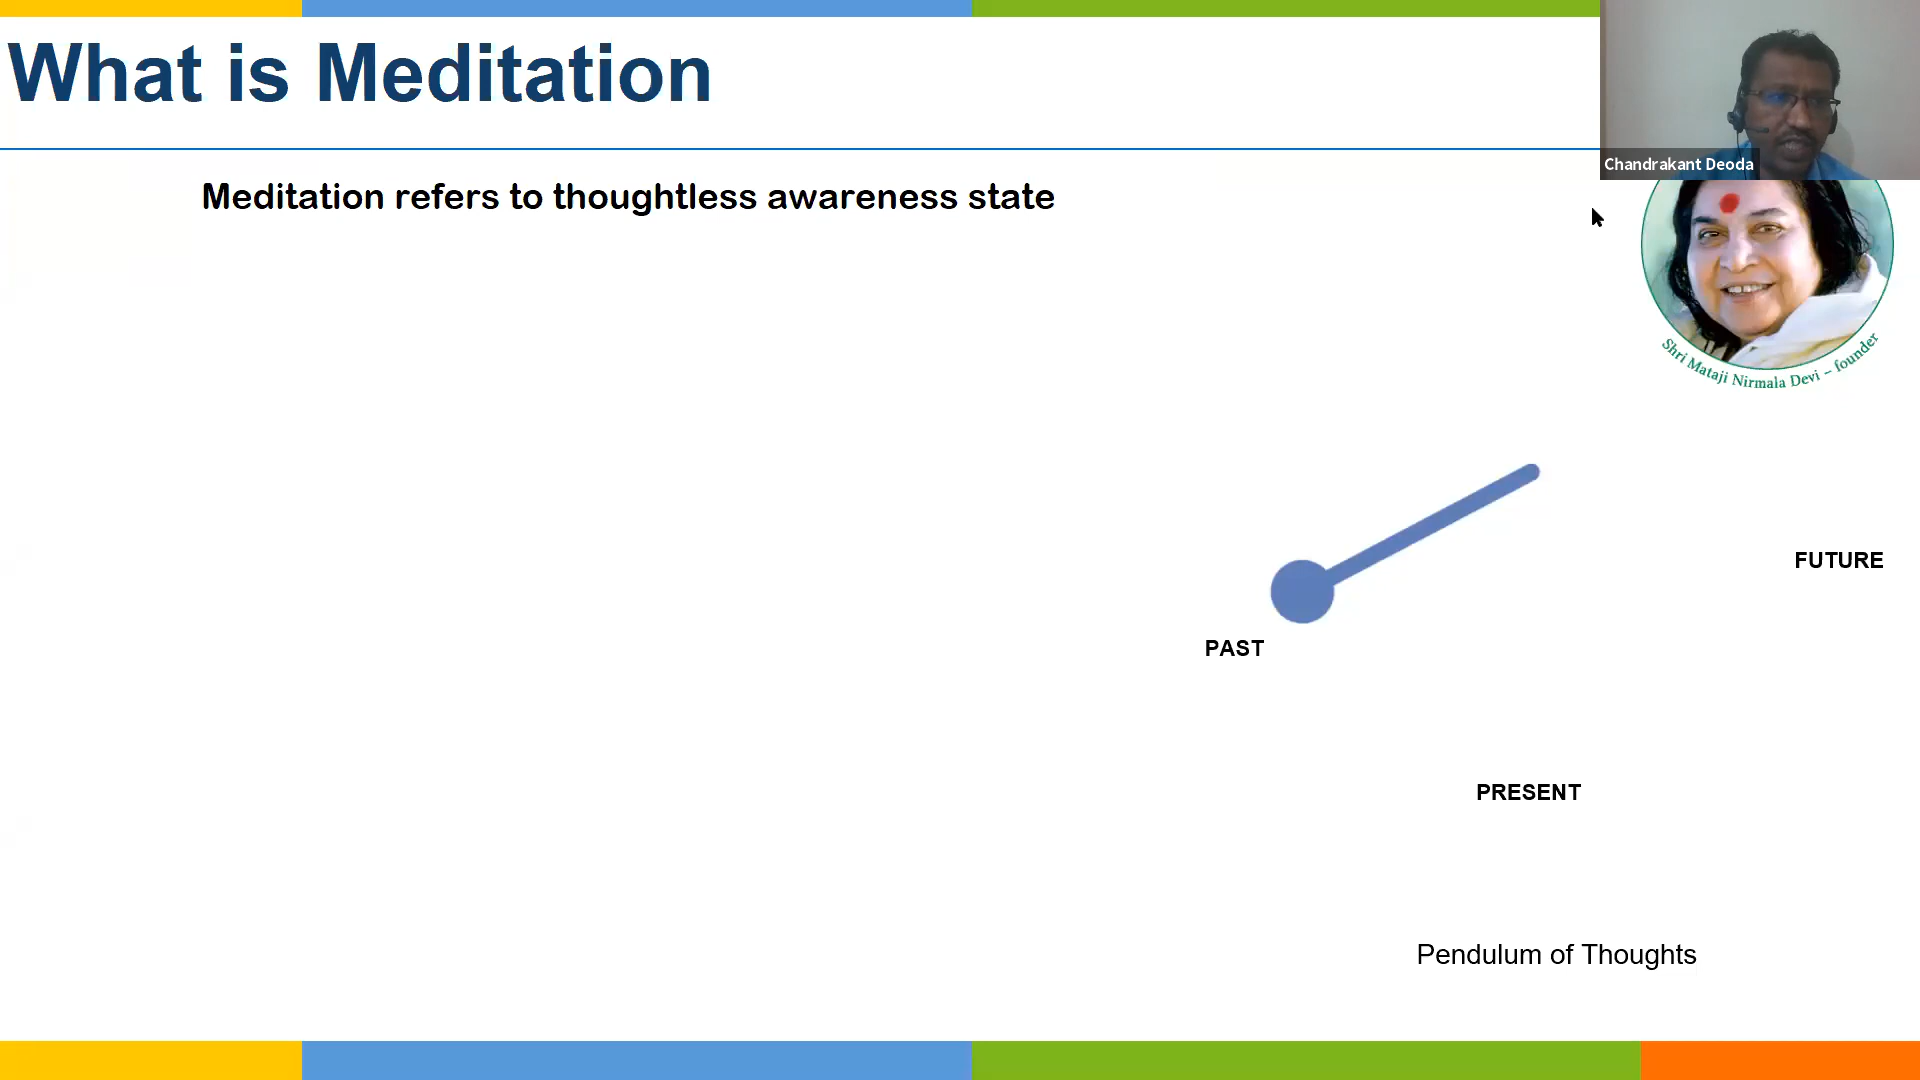 What is Meditation
Chandrakant Deoda
Meditation refers to thoughtless awareness state
Shri Mataji Nirmala Devi – founder
FUTURE
PAST
PRESENT
Pendulum of Thoughts